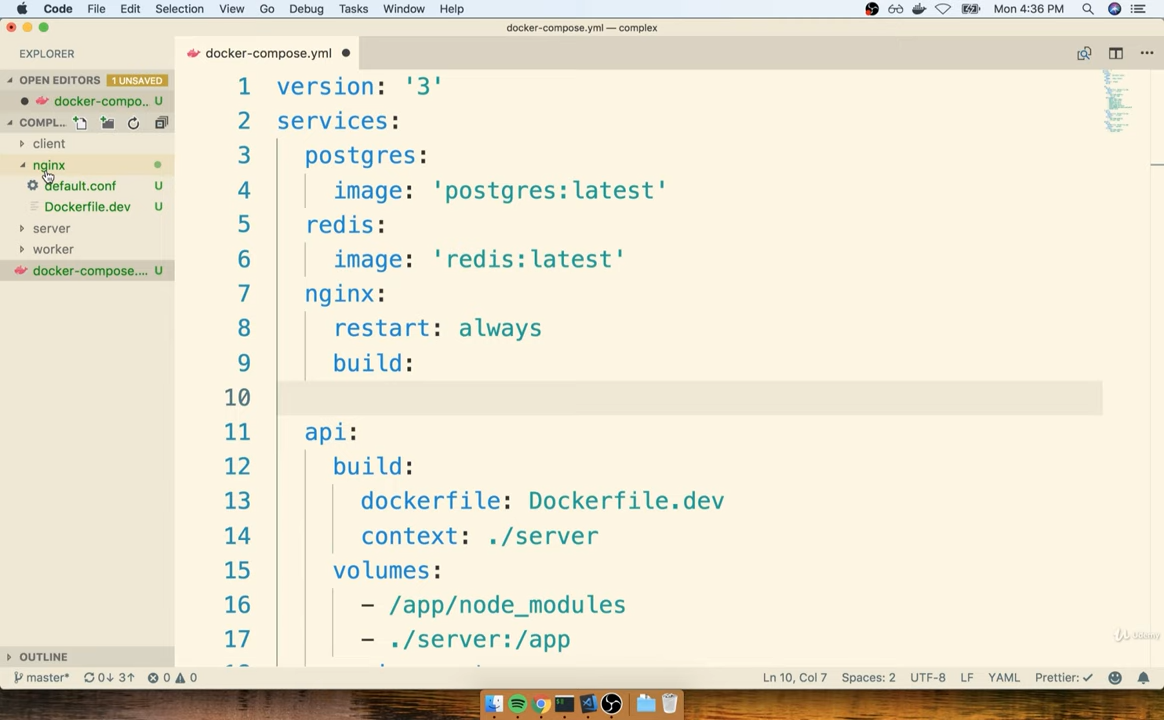 Code File Edit Selection View Go Debug Tasks Window Help
Mon 4:36 PM
docker-compose.yml — complex
EXPLORER
docker-compose.yml
OPEN EDITORS 1 UNSAVED
docker-compo.. U
COMPL...
client
nginx
default.conf U
Dockerfile.dev U
server
worker
docker-compose.... U
1 version: '3'
2 services:
3 postgres:
4 image: 'postgres:latest'
5 redis:
6 image: 'redis:latest'
7 nginx:
8 restart: always
9 build:
10
11 api:
12 build:
13 dockerfile: Dockerfile.dev
14 context: ./server
15 volumes:
16 - /app/node_modules
17 - ./server:/app
Udemy
OUTLINE
master* 0↓ 3↑ 0 0
Ln 10, Col 7 Spaces: 2 UTF-8 LF YAML Prettier: ✓